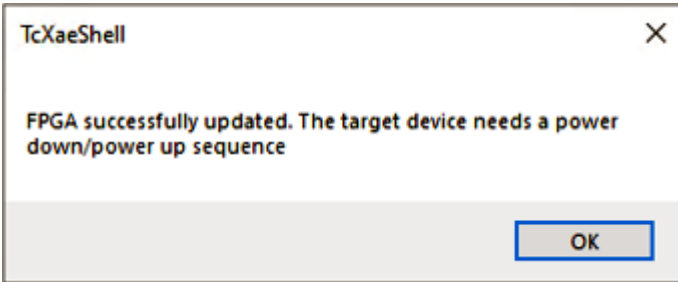 TcXaeShell
FPGA successfully updated. The target device needs a power
down/power up sequence
OK